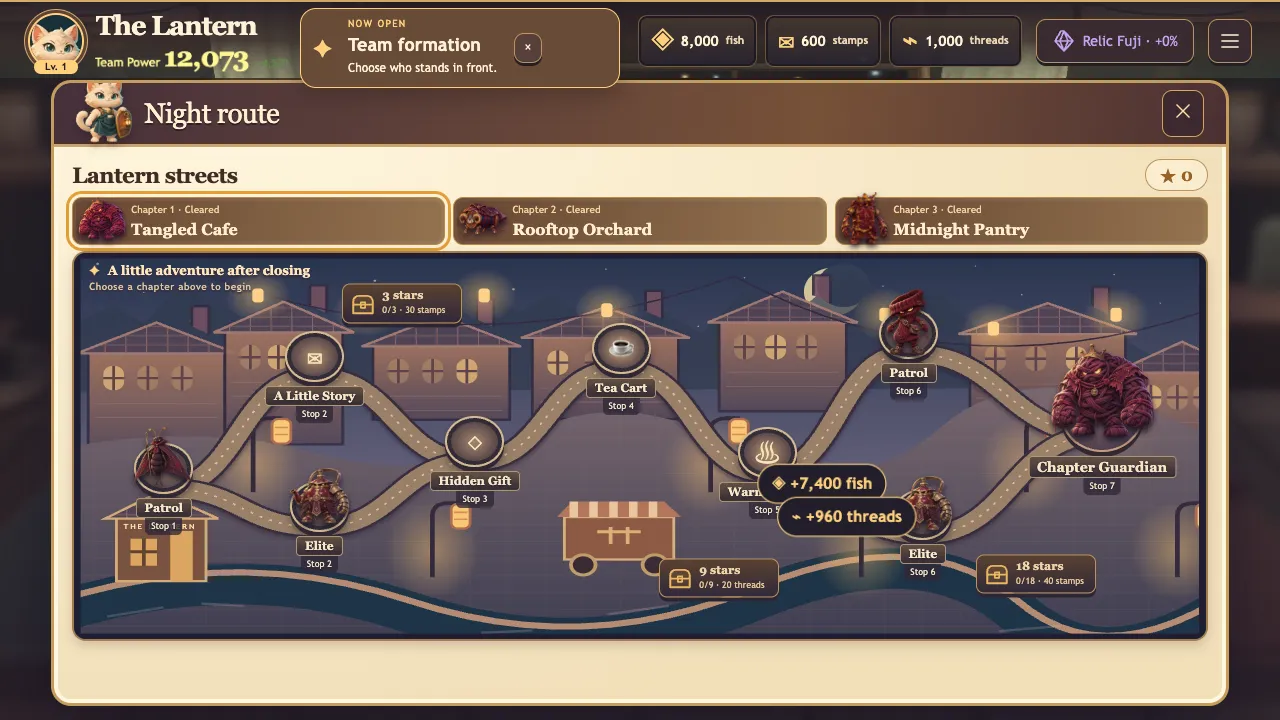 The Lantern
Lv. 1
Team Power 12,073
NOW OPEN
Team formation
Choose who stands in front.
×
8,000 fish
600 stamps
1,000 threads
Relic Fuji · +0%
Night route
Lantern streets
★ 0
Chapter 1 · Cleared
Tangled Cafe
Chapter 2 · Cleared
Rooftop Orchard
Chapter 3 · Cleared
Midnight Pantry
A little adventure after closing
Choose a chapter above to begin
3 stars
0/3 · 30 stamps
A Little Story
Stop 2
Tea Cart
Stop 4
Patrol
Stop 6
Hidden Gift
Stop 3
Chapter Guardian
Stop 7
Patrol
Stop 1
THE
Elite
Stop 2
+7,400 fish
+960 threads
Elite
Stop 6
9 stars
0/9 · 20 threads
18 stars
0/18 · 40 stamps